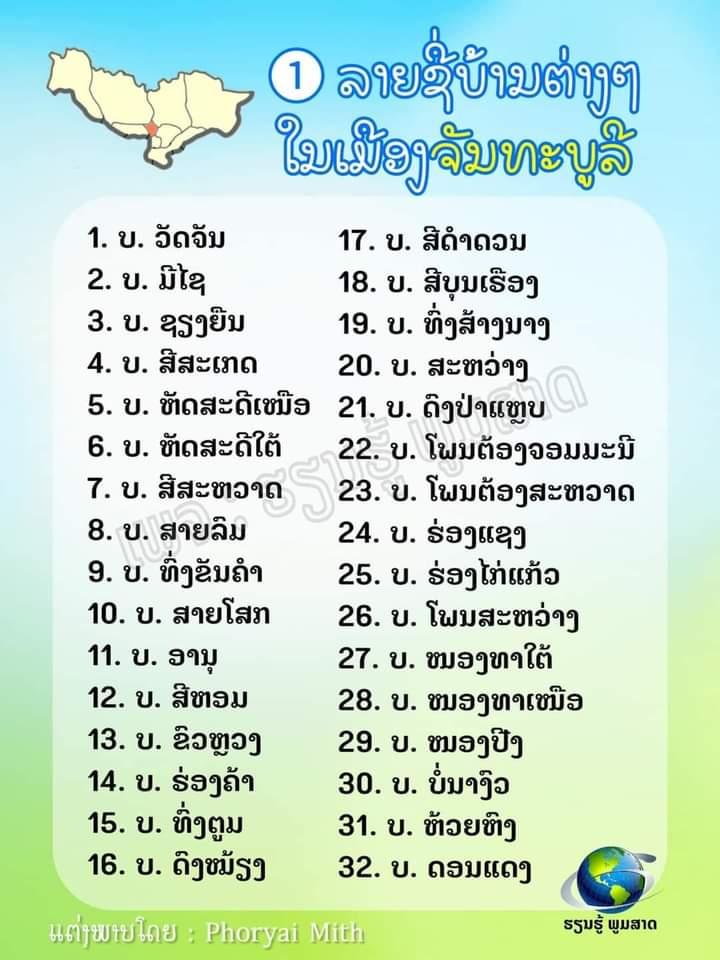 1 ລາຍຊື່ບ້ານຕ່າງໆ
ໃນເມືອງຈັນທະບູລີ
1. ບ. ວັດຈັນ
2. ບ. ມີໄຊ
3. ບ. ຊຽງຍືນ
4. ບ. ສີສະເກດ
5. ບ. ຫັດສະດີເໜືອ
6. ບ. ຫັດສະດີໃຕ້
7. ບ. ສີສະຫວາດ
8. ບ. ສາຍລົມ
9. ບ. ທົ່ງຂັນຄຳ
10. ບ. ສາຍໂສກ
11. ບ. ອານຸ
12. ບ. ສີຫອມ
13. ບ. ຂົວຫຼວງ
14. ບ. ຮ່ອງຄ້າ
15. ບ. ທົ່ງຕູມ
16. ບ. ດົງໝ້ຽງ
17. ບ. ສີດຳດວນ
18. ບ. ສີບຸນເຮືອງ
19. ບ. ທົ່ງສ້າງນາງ
20. ບ. ສະຫວ່າງ
21. ບ. ດົງປ່າແຫຼບ
22. ບ. ໂພນຕ້ອງຈອມມະນີ
23. ບ. ໂພນຕ້ອງສະຫວາດ
24. ບ. ຮ່ອງແຊງ
25. ບ. ຮ່ອງໄກ່ແກ້ວ
26. ບ. ໂພນສະຫວ່າງ
27. ບ. ໜອງທາໃຕ້
28. ບ. ໜອງທາເໜືອ
29. ບ. ໜອງປີງ
30. ບ. ບໍ່ນາງົວ
31. ບ. ຫ້ວຍຫົງ
32. ບ. ດອນແດງ
ເພຈ : ຮຽນຮູ້ ພູມສາດ
ຮຽນຮູ້ ພູມສາດ
ແຕ່ງພາບໂດຍ : Phoryai Mith